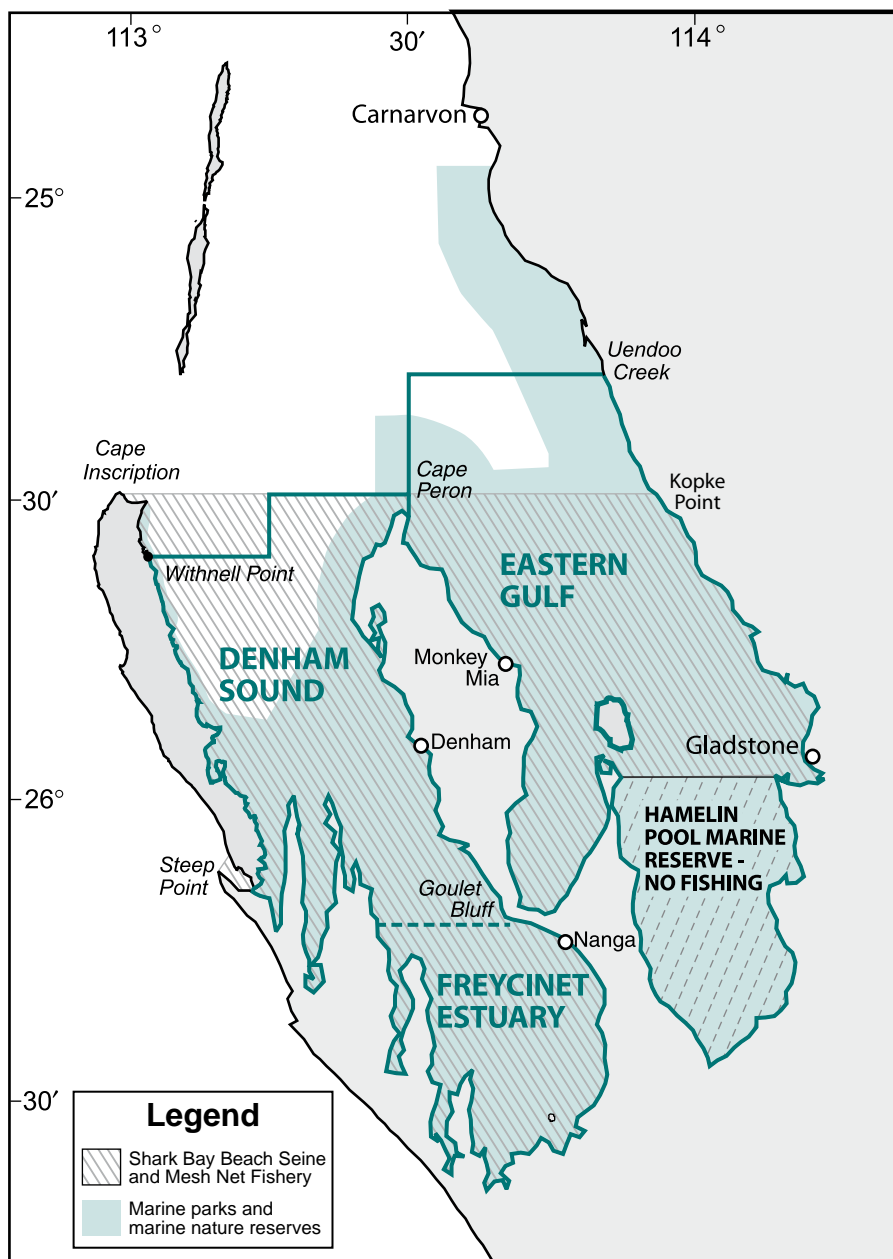 113°
30′
114°
Carnarvon
25°
Uendoo
Creek
Cape
Inscription
Cape
Peron
Kopke
Point
30′
Withnell Point
EASTERN
GULF
DENHAM
SOUND
Monkey
Mia
Denham
Gladstone
26°
HAMELIN
POOL MARINE
RESERVE -
NO FISHING
Steep
Point
Goulet
Bluff
Nanga
FREYCINET
ESTUARY
30′
Legend
Shark Bay Beach Seine
and Mesh Net Fishery
Marine parks and
marine nature reserves